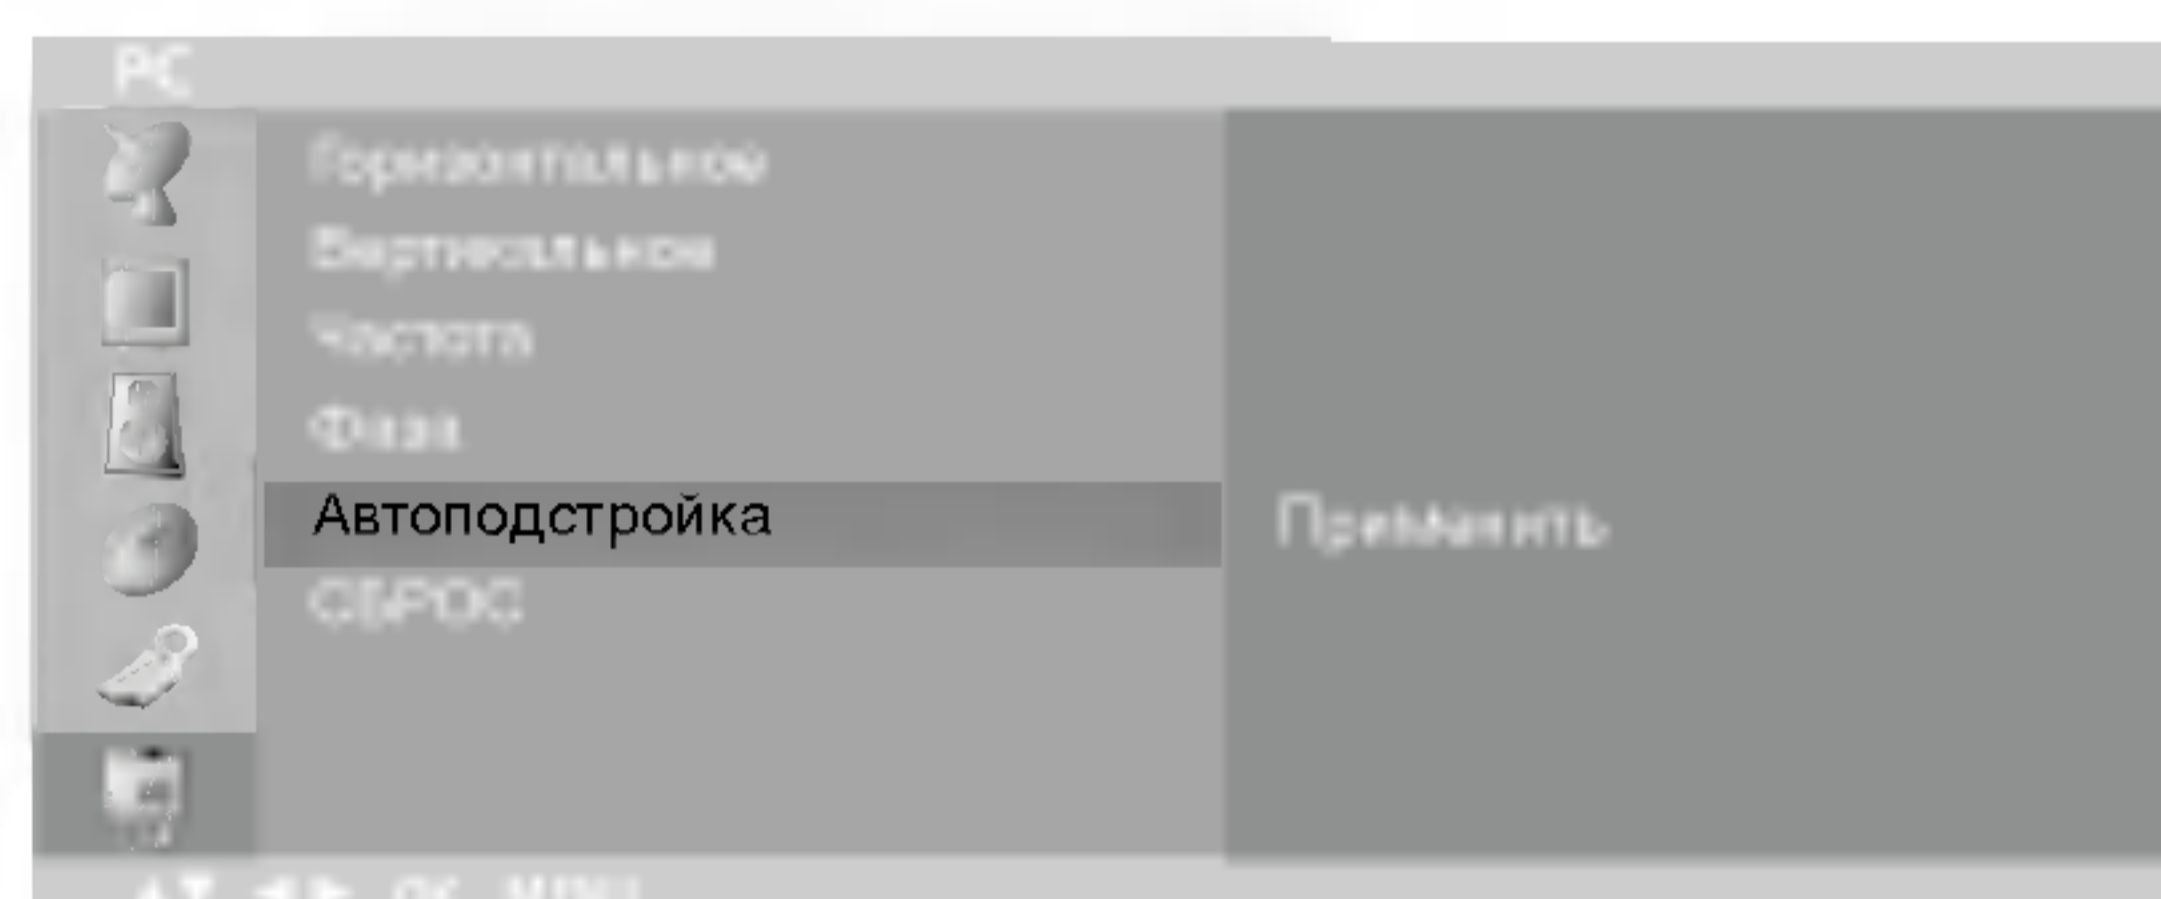 PC
Горизонтальное
Вертикальное
Частота
Фаза
Автоподстройка
Применить
СБРОС
OK MENU